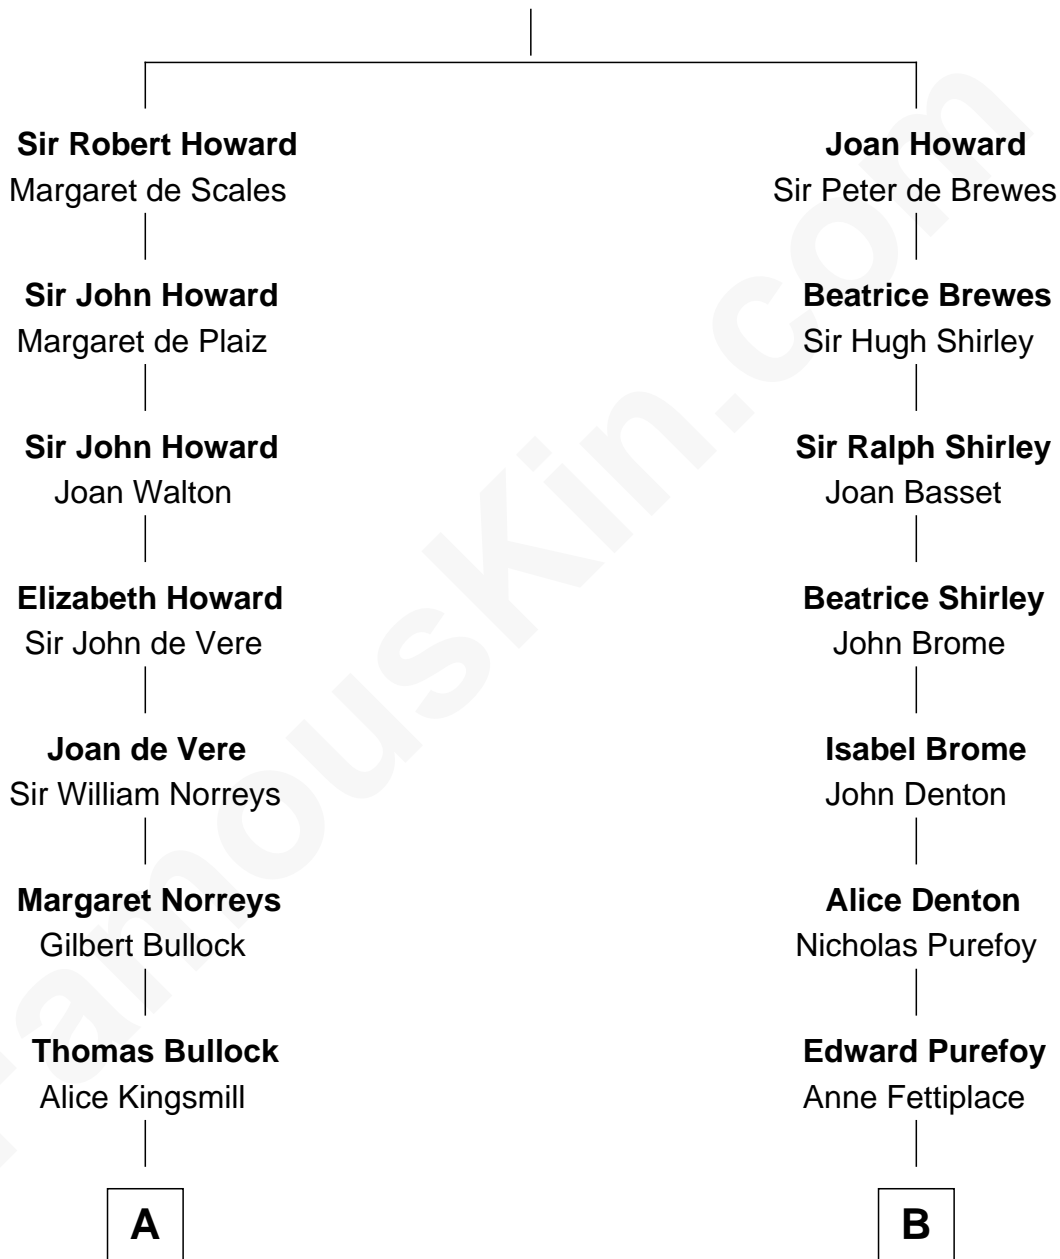 Sir Robert Howard
Margaret de Scales
Sir John Howard
Margaret de Plaiz
Sir John Howard
Joan Walton
Elizabeth Howard
Sir John de Vere
Joan de Vere
Sir William Norreys
Margaret Norreys
Gilbert Bullock
Thomas Bullock
Alice Kingsmill
A
Joan Howard
Sir Peter de Brewes
Beatrice Brewes
Sir Hugh Shirley
Sir Ralph Shirley
Joan Basset
Beatrice Shirley
John Brome
Isabel Brome
John Denton
Alice Denton
Nicholas Purefoy
Edward Purefoy
Anne Fettiplace
B
FamousKin.com